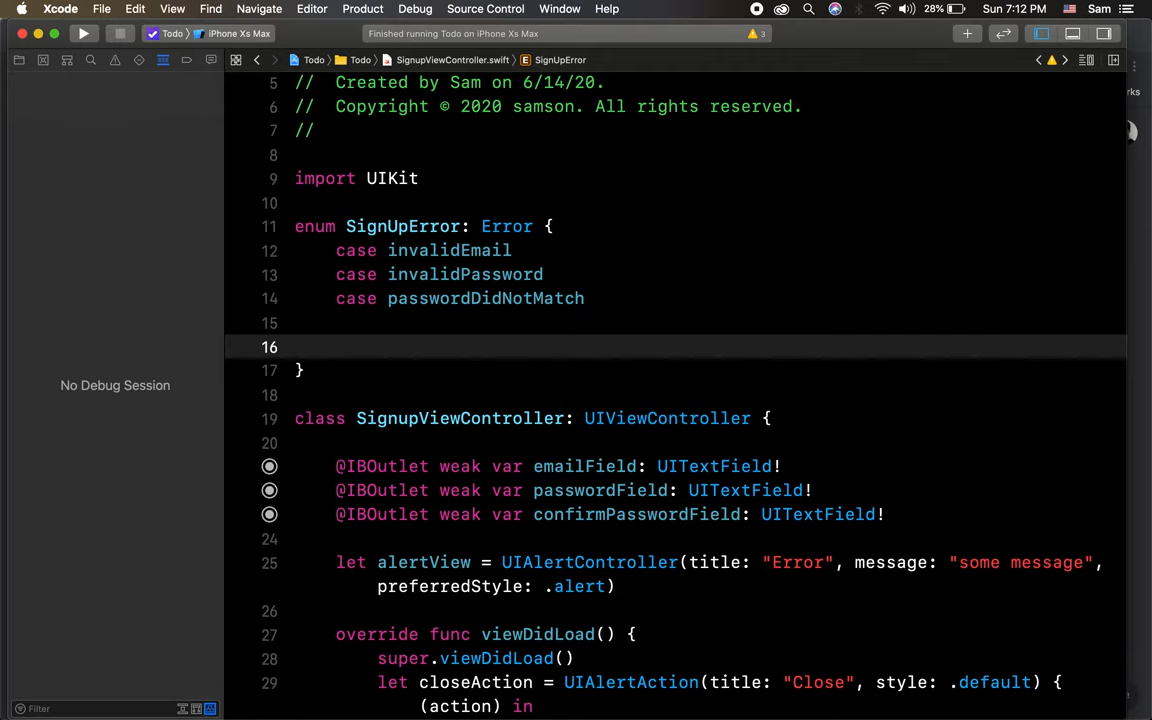 Xcode File Edit View Find Navigate Editor Product Debug Source Control Window Help 28% Sun 7:12 PM Sam
Todo iPhone Xs Max Finished running Todo on iPhone Xs Max 3
Todo Todo SignupViewController.swift SignUpError
5 // Created by Sam on 6/14/20.
6 // Copyright © 2020 samson. All rights reserved.
7 //
8
9 import UIKit
10
11 enum SignUpError: Error {
12 case invalidEmail
13 case invalidPassword
14 case passwordDidNotMatch
15
16
17 }
18
19 class SignupViewController: UIViewController {
20
@IBOutlet weak var emailField: UITextField!
@IBOutlet weak var passwordField: UITextField!
@IBOutlet weak var confirmPasswordField: UITextField!
24
25 let alertView = UIAlertController(title: "Error", message: "some message",
preferredStyle: .alert)
26
27 override func viewDidLoad() {
28 super.viewDidLoad()
29 let closeAction = UIAlertAction(title: "Close", style: .default) {
(action) in
No Debug Session
Filter